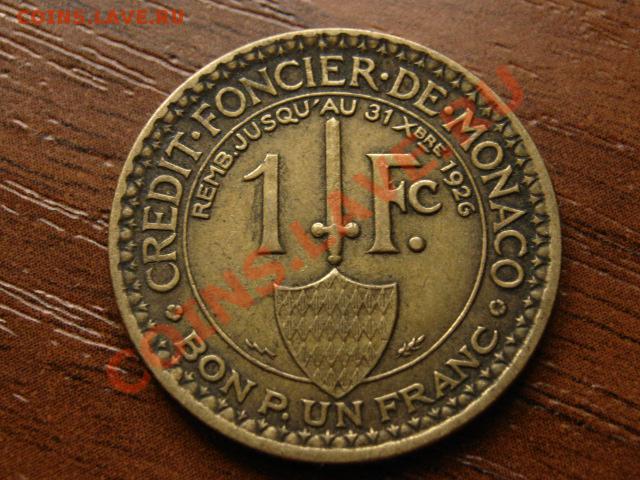 COINS.LAVE.RU
CREDIT·FONCIER·DE·MONACO
REMB. JUSQU'AU 31 XBRE 1926
1 Fc.
BON P. UN FRANC
COINS.LAVE.RU